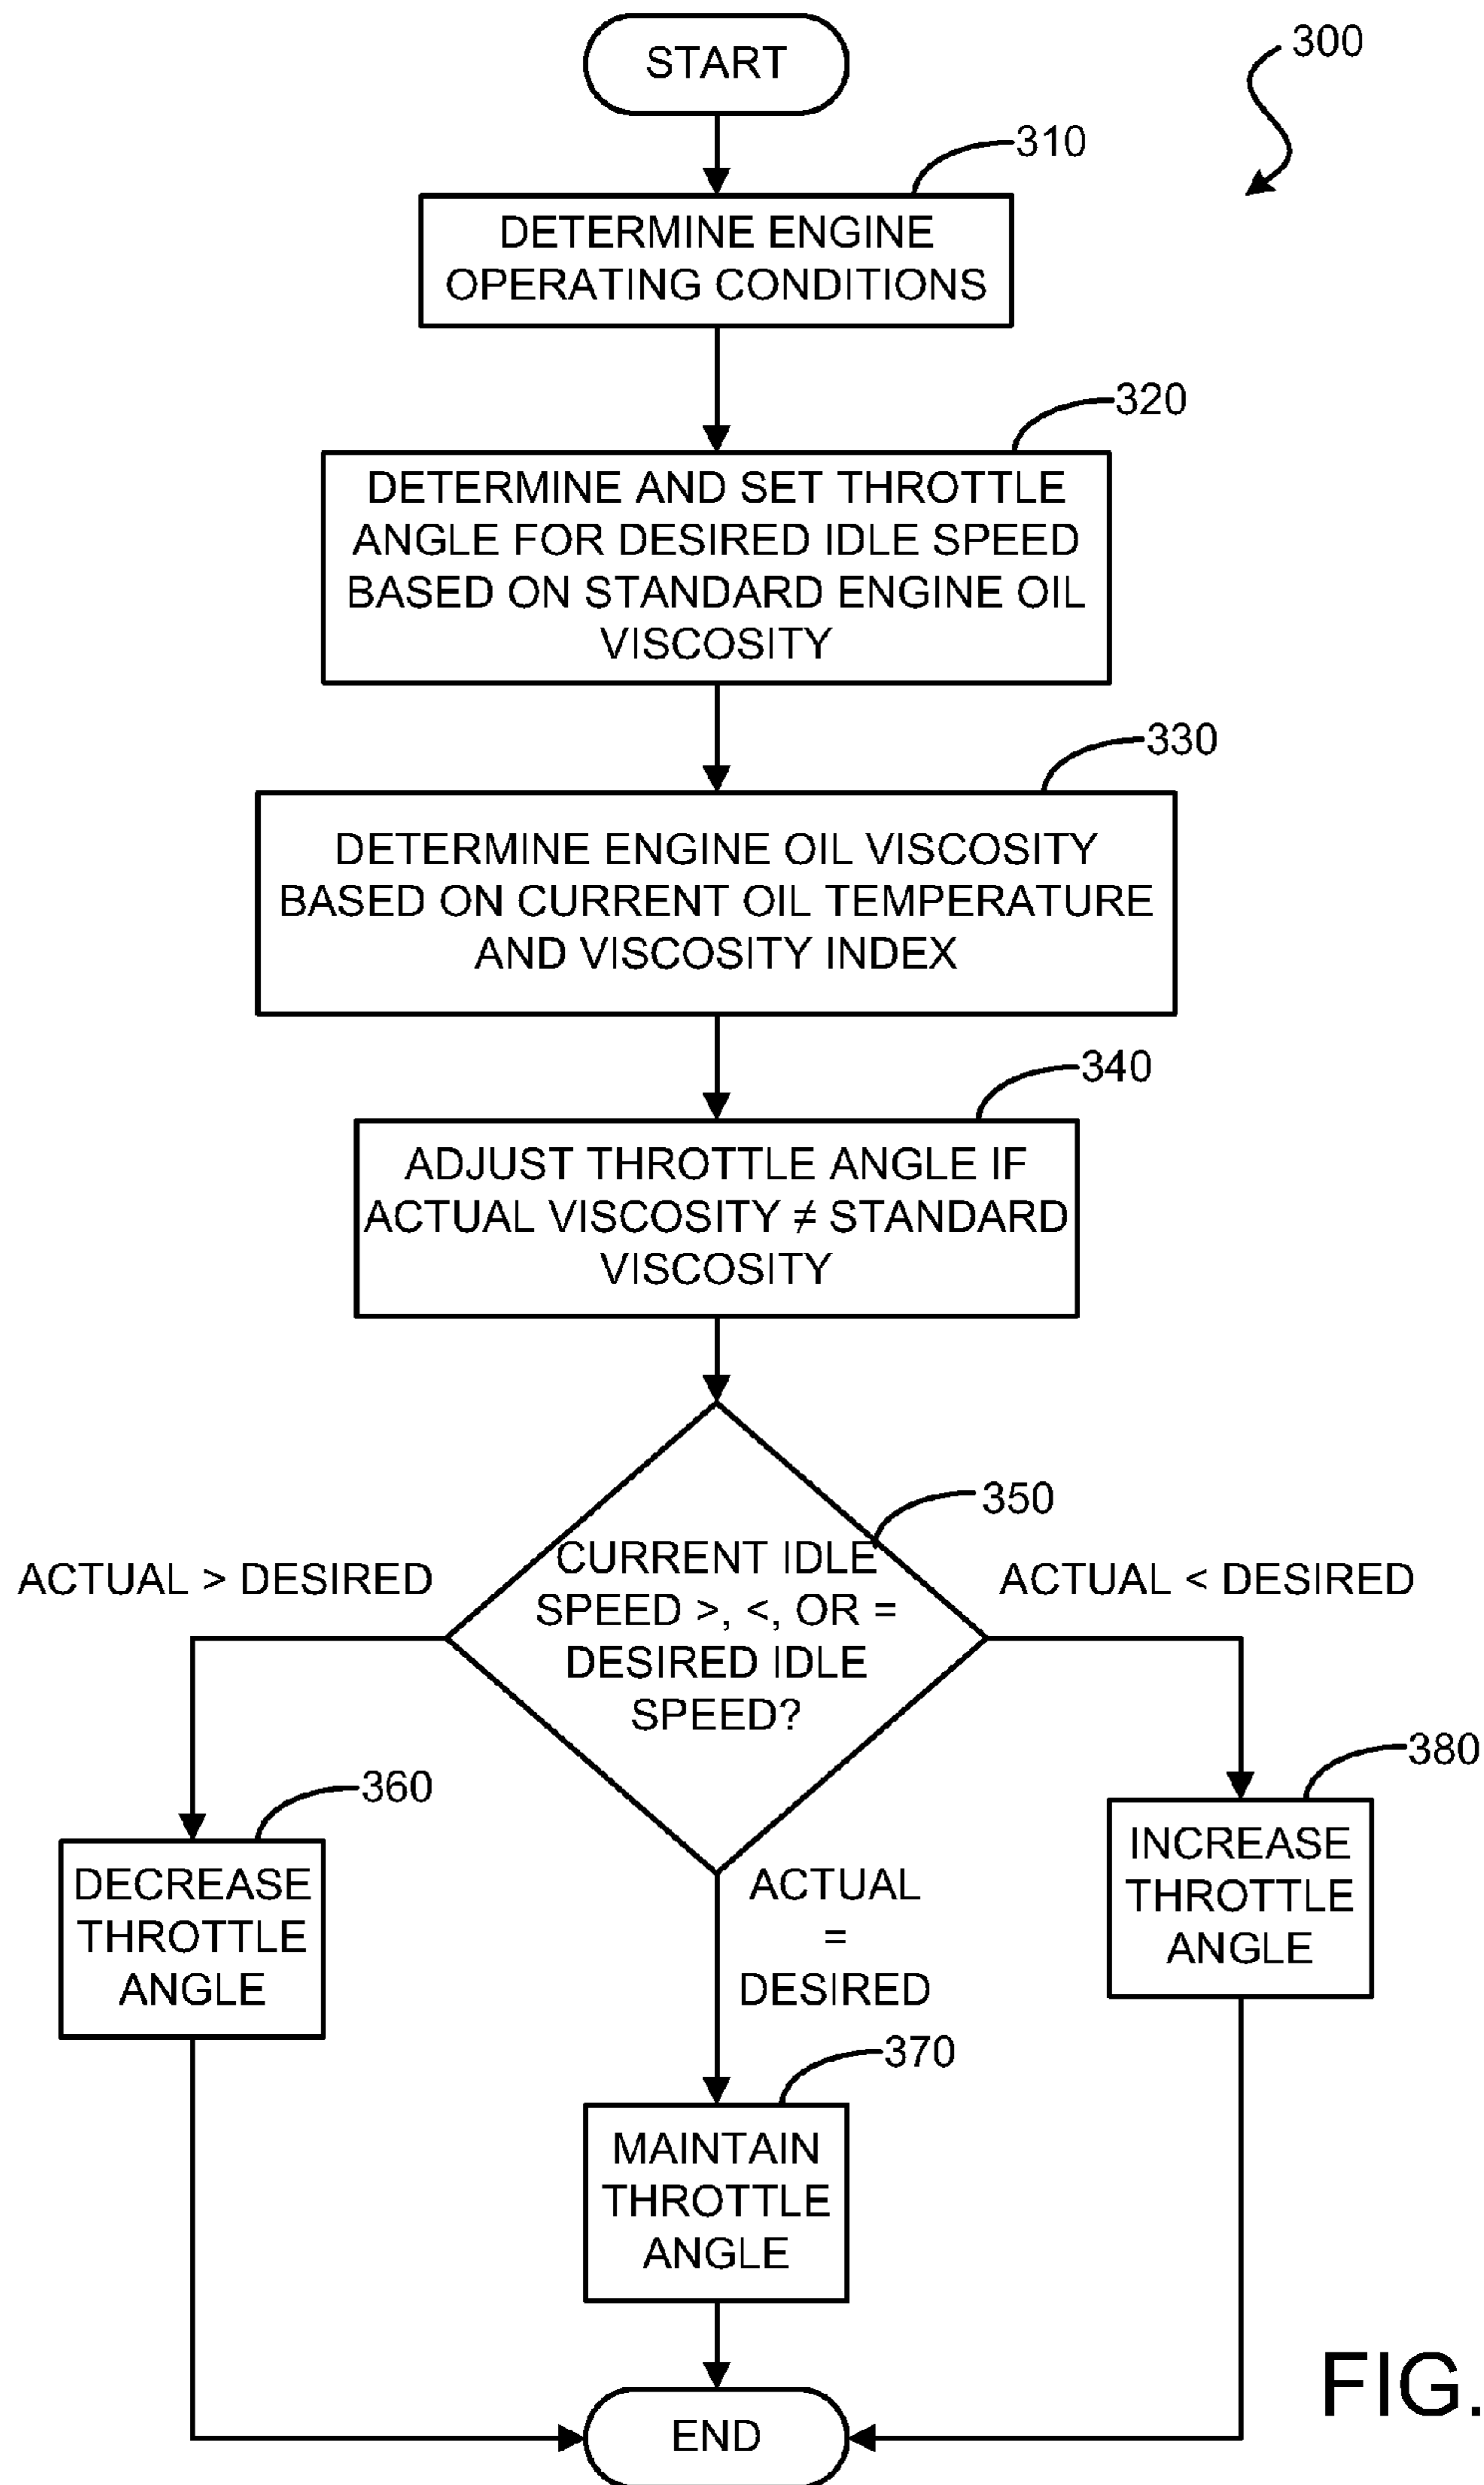 START
300
310
DETERMINE ENGINE
OPERATING CONDITIONS
320
DETERMINE AND SET THROTTLE
ANGLE FOR DESIRED IDLE SPEED
BASED ON STANDARD ENGINE OIL
VISCOSITY
330
DETERMINE ENGINE OIL VISCOSITY
BASED ON CURRENT OIL TEMPERATURE
AND VISCOSITY INDEX
340
ADJUST THROTTLE ANGLE IF
ACTUAL VISCOSITY ≠ STANDARD
VISCOSITY
350
CURRENT IDLE
SPEED >, <, OR =
DESIRED IDLE
SPEED?
ACTUAL > DESIRED
ACTUAL < DESIRED
360
DECREASE
THROTTLE
ANGLE
ACTUAL
=
DESIRED
380
INCREASE
THROTTLE
ANGLE
370
MAINTAIN
THROTTLE
ANGLE
END
FIG.